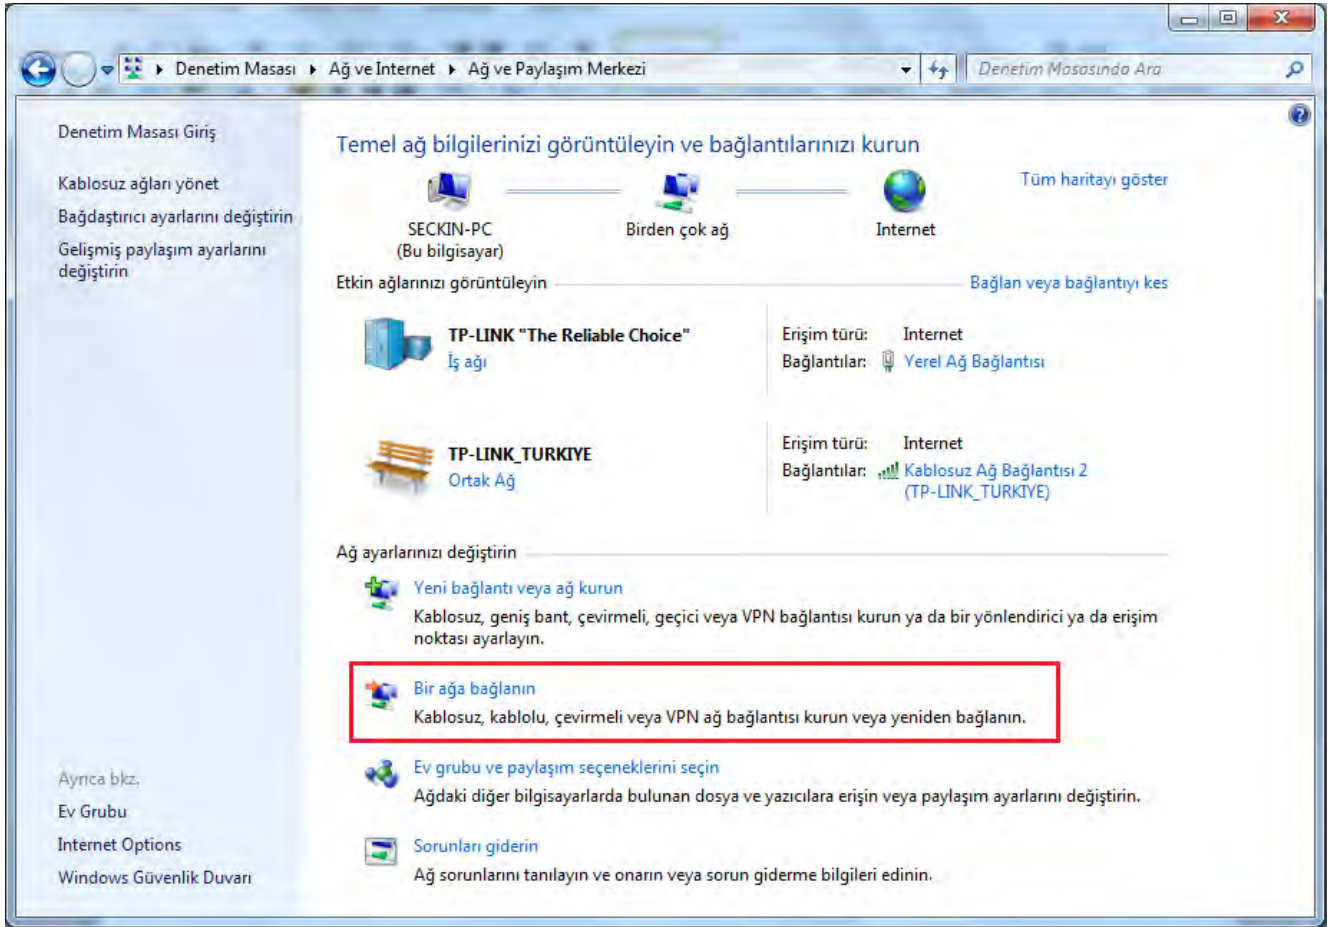 Denetim Masası ▸ Ağ ve Internet ▸ Ağ ve Paylaşım Merkezi
Denetim Masasında Ara
Denetim Masası Giriş
Kablosuz ağları yönet
Bağdaştırıcı ayarlarını değiştirin
Gelişmiş paylaşım ayarlarını
değiştirin
Temel ağ bilgilerinizi görüntüleyin ve bağlantılarınızı kurun
Tüm haritayı göster
SECKIN-PC
(Bu bilgisayar)
Birden çok ağ
Internet
Etkin ağlarınızı görüntüleyin
Bağlan veya bağlantıyı kes
TP-LINK "The Reliable Choice"
İş ağı
Erişim türü: Internet
Bağlantılar: Yerel Ağ Bağlantısı
TP-LINK_TURKIYE
Ortak Ağ
Erişim türü: Internet
Bağlantılar: Kablosuz Ağ Bağlantısı 2
(TP-LINK_TURKIYE)
Ağ ayarlarınızı değiştirin
Yeni bağlantı veya ağ kurun
Kablosuz, geniş bant, çevirmeli, geçici veya VPN bağlantısı kurun ya da bir yönlendirici ya da erişim
noktası ayarlayın.
Bir ağa bağlanın
Kablosuz, kablolu, çevirmeli veya VPN ağ bağlantısı kurun veya yeniden bağlanın.
Ev grubu ve paylaşım seçeneklerini seçin
Ağdaki diğer bilgisayarlarda bulunan dosya ve yazıcılara erişin veya paylaşım ayarlarını değiştirin.
Sorunları giderin
Ağ sorunlarını tanılayın ve onarın veya sorun giderme bilgileri edinin.
Ayrıca bkz.
Ev Grubu
Internet Options
Windows Güvenlik Duvarı